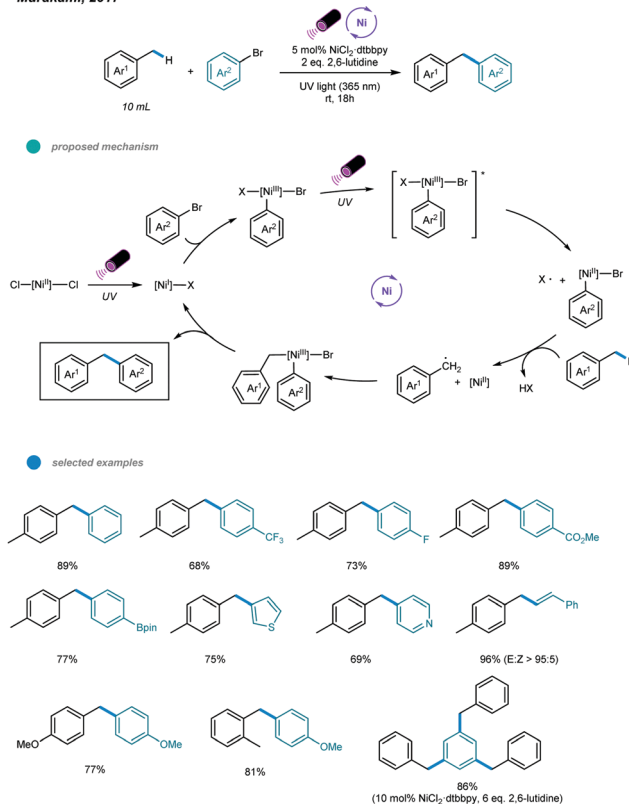 Murakami, 2017
Ni
Ar1
H
+
Ar2
Br
5 mol% NiCl2·dtbbpy
2 eq. 2,6-lutidine
UV light (365 nm)
rt, 18h
Ar1
Ar2
10 mL
proposed mechanism
X—[NiIII]—Br
Ar2
UV
X—[NiIII]—Br
*
Ar2
Br
Ar2
Cl—[NiII]—Cl
UV
[NiI]—X
Ni
X · +
[NiII]—Br
Ar2
Ar1
Ar2
[NiIII]—Br
Ar1
Ar2
·
CH2
Ar1
+ [NiII]
HX
Ar1
selected examples
89%
CF3
68%
F
73%
CO2Me
89%
Bpin
77%
S
75%
N
69%
Ph
96% (E:Z > 95:5)
MeO
OMe
77%
OMe
81%
86%
(10 mol% NiCl2·dtbbpy, 6 eq. 2,6-lutidine)